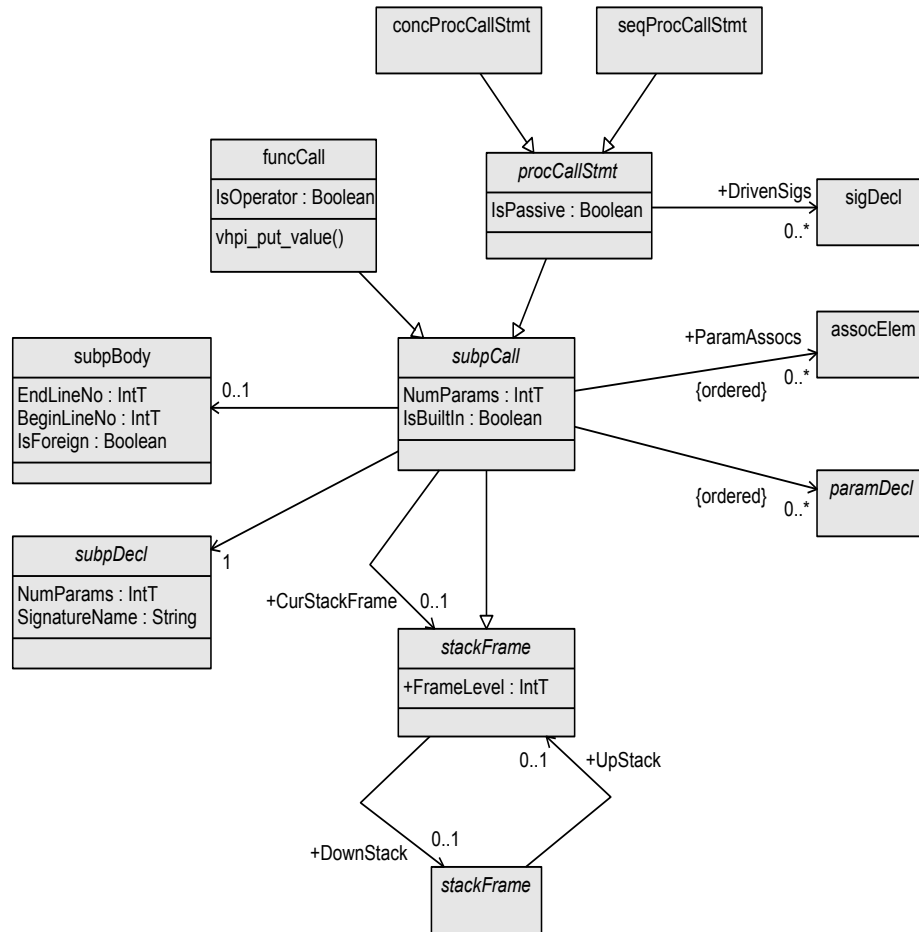 concProcCallStmt
seqProcCallStmt
funcCall
IsOperator : Boolean
vhpi_put_value()
procCallStmt
IsPassive : Boolean
+DrivenSigs
0..*
sigDecl
subpBody
EndLineNo : IntT
BeginLineNo : IntT
IsForeign : Boolean
0..1
subpCall
NumParams : IntT
IsBuiltIn : Boolean
+ParamAssocs
{ordered}
0..*
assocElem
{ordered}
0..*
paramDecl
subpDecl
NumParams : IntT
SignatureName : String
1
+CurStackFrame
0..1
stackFrame
+FrameLevel : IntT
0..1
+UpStack
+DownStack
0..1
stackFrame